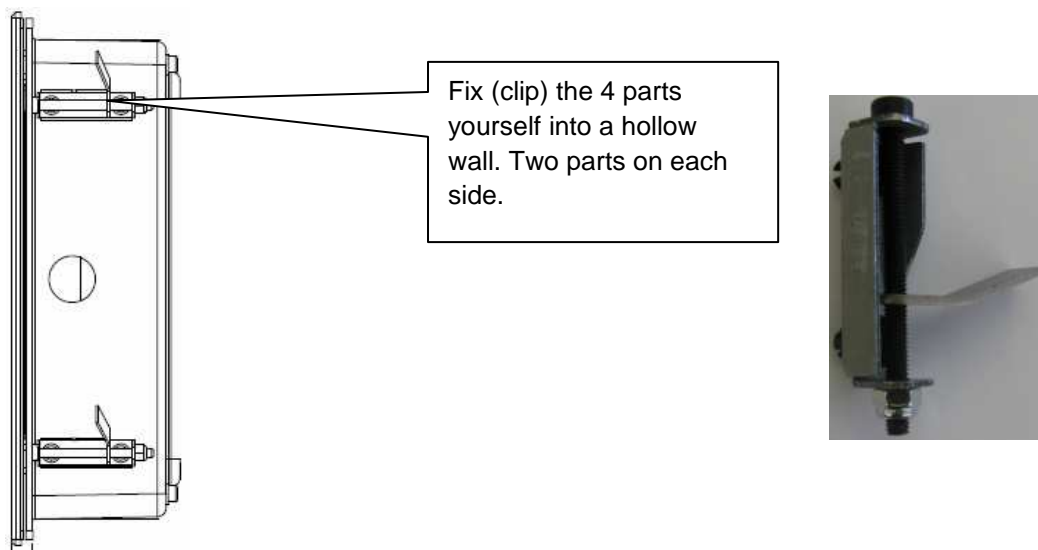 Fix (clip) the 4 parts
yourself into a hollow
wall. Two parts on each
side.